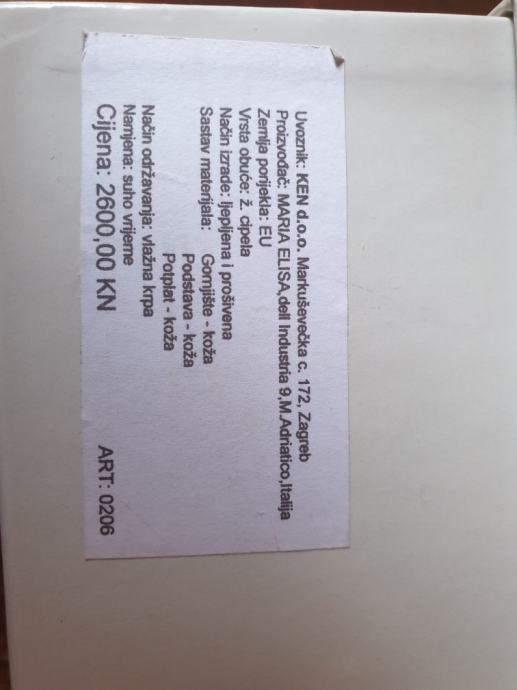 Uvoznik: KEN d.o.o. Markuševečka c. 172, Zagreb
Proizvođač: MARIA ELISA,dell Industria 9,M.Adriatico,Italija
Zemlja porijekla: EU
Vrsta obuće: ž. cipela
Način izrade: ljepljena i prošivena
Sastav materijala: Gornjište - koža
Podstava - koža
Potplat - koža
Način održavanja: vlažna krpa
Namjena: suho vrijeme
Cijena: 2600,00 KN ART: 0206